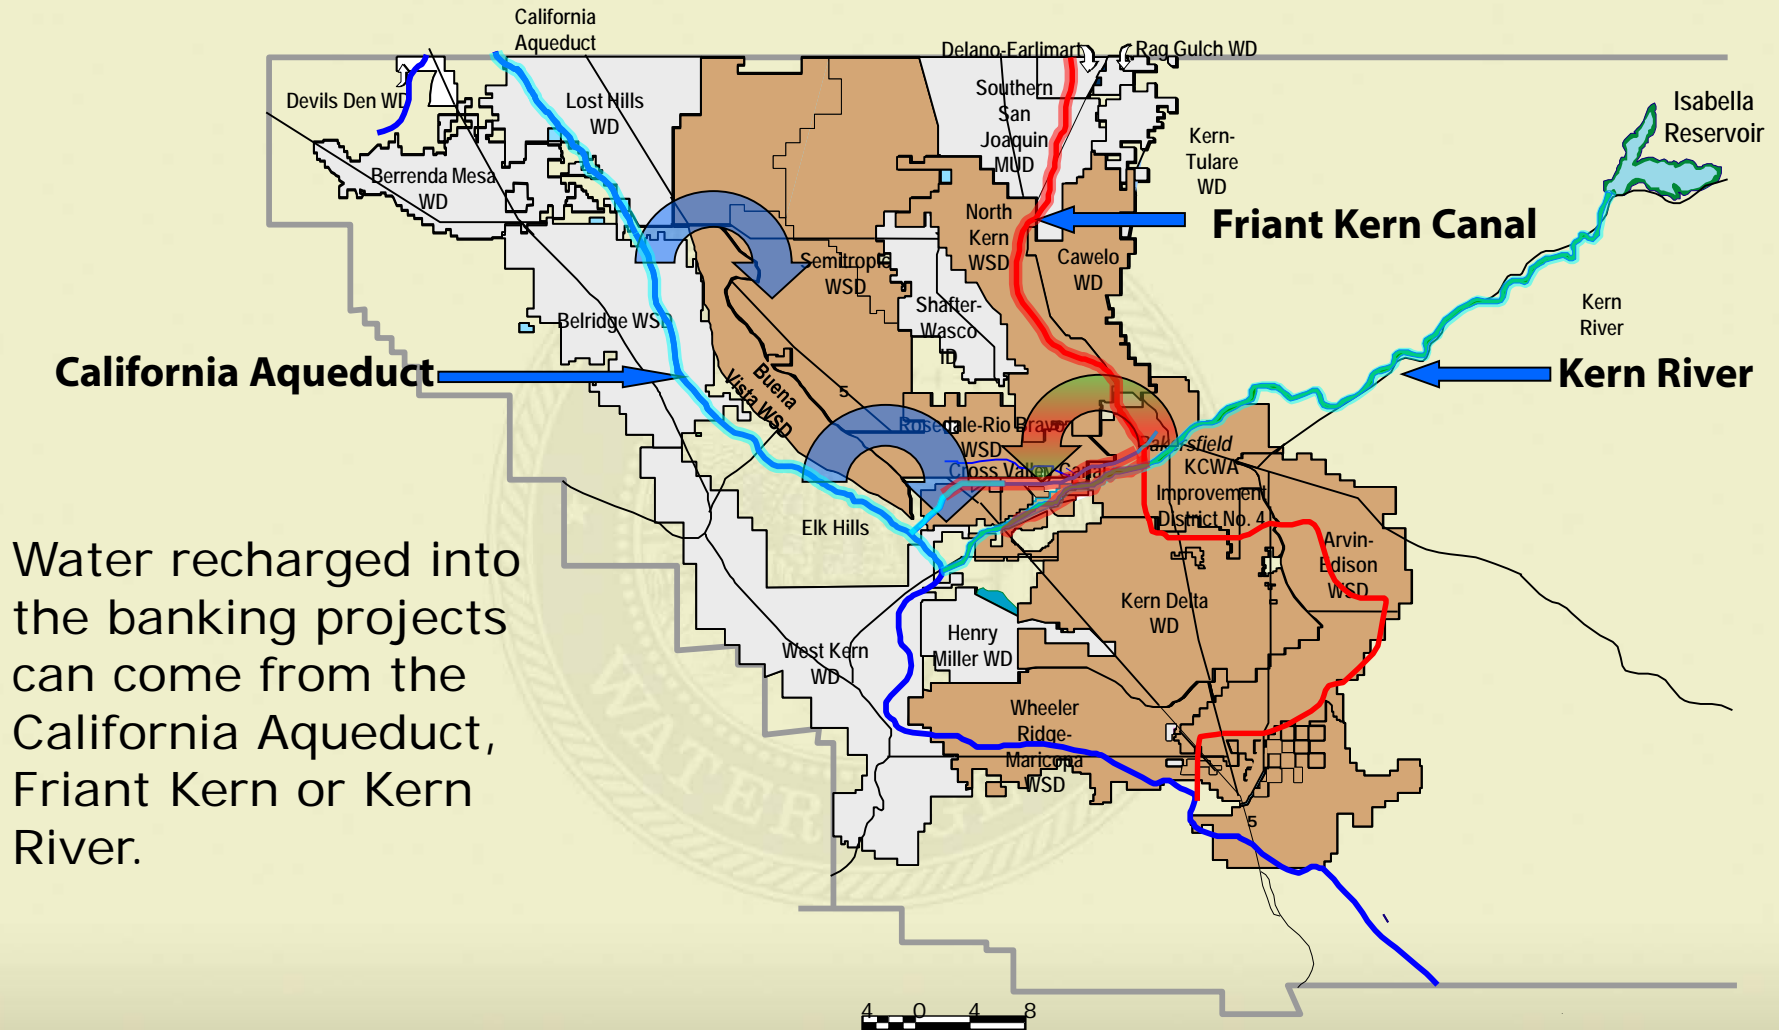 California
Aqueduct
Delano-Earlimart
Rag Gulch WD
Devils Den WD
Lost Hills
WD
Southern
San
Joaquin
MUD
Isabella
Reservoir
Kern-
Tulare
WD
Berrenda Mesa
WD
North
Kern
WSD
Friant Kern Canal
Cawelo
WD
Semitropic
WSD
Shafter-
Wasco
ID
Kern
River
Belridge WSD
California Aqueduct
Kern River
Buena
Vista WSD
5
Rosedale-Rio Bravo
WSD
Bakersfield
Cross Valley Canal
KCWA
Improvement
District No. 4
Elk Hills
Arvin-
Edison
WSD
Water recharged into
the banking projects
can come from the
California Aqueduct,
Friant Kern or Kern
River.
Kern Delta
WD
Henry
Miller WD
West Kern
WD
Wheeler
Ridge-
Maricopa
WSD
5
WATER
4 0 4 8